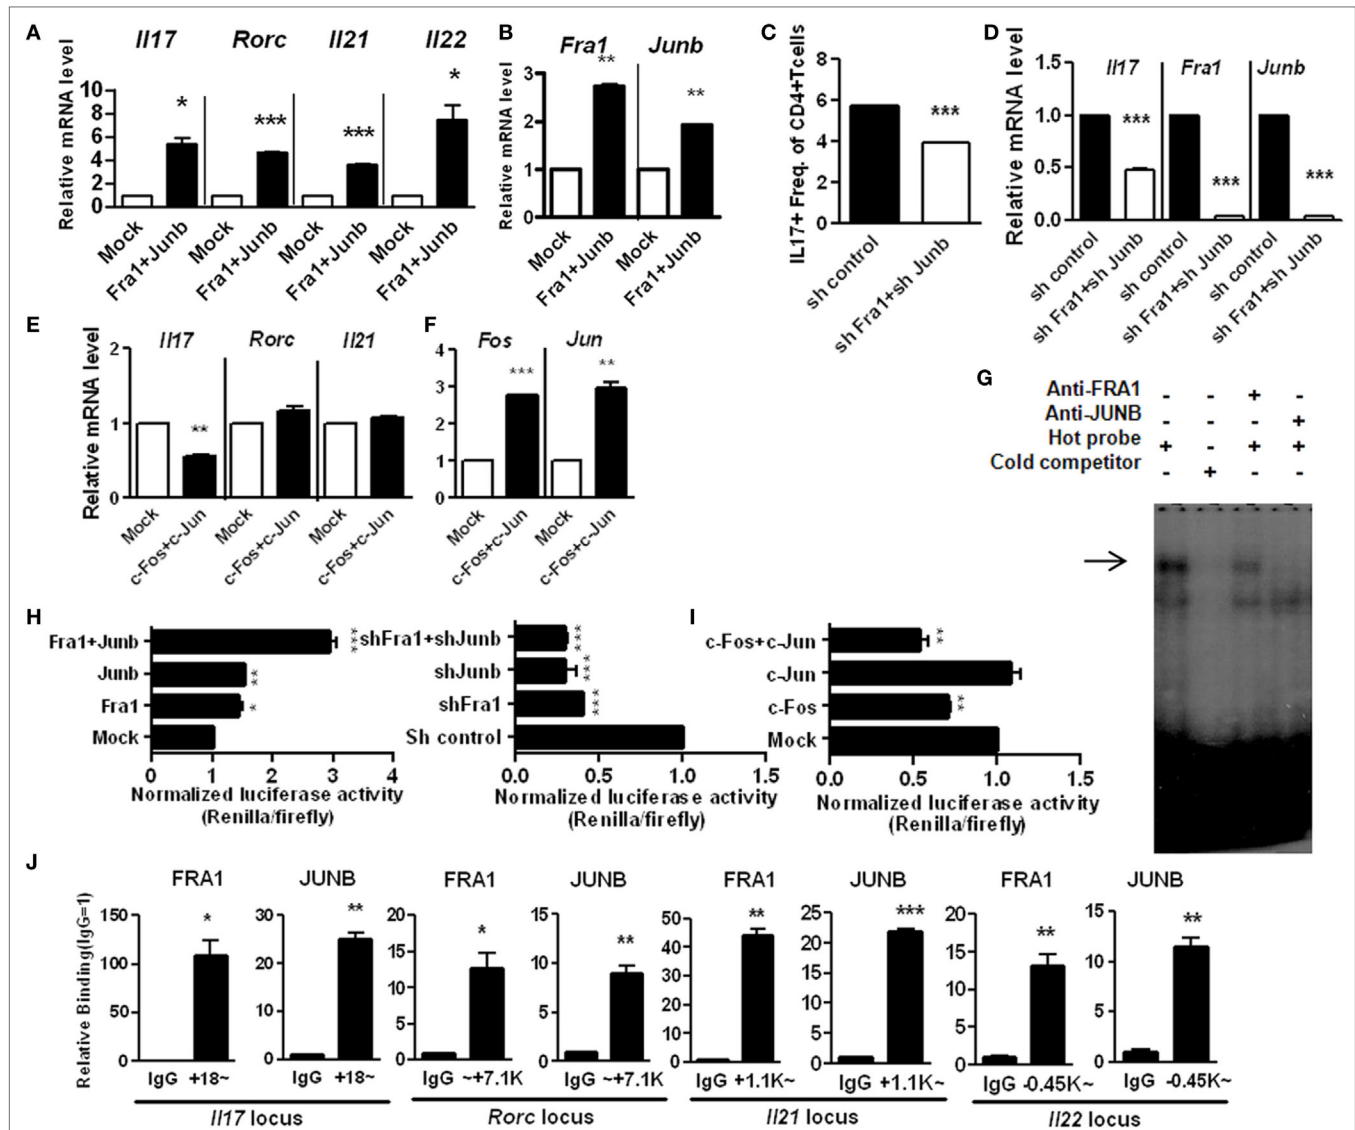 A
Il17 Rorc Il21 Il22
Relative mRNA level
10
8
6
4
2
0
* *** *** *
Mock Fra1+Junb Mock Fra1+Junb Mock Fra1+Junb Mock Fra1+Junb
B
Fra1 Junb
Relative mRNA level
3
2
1
0
** **
Mock Fra1+Junb Mock Fra1+Junb
C
IL17+ Freq. of CD4+Tcells
8
6
4
2
0
***
sh control sh Fra1+sh Junb
D
Il17 Fra1 Junb
Relative mRNA level
1.5
1.0
0.5
0.0
*** *** ***
sh control sh Fra1+sh Junb sh control sh Fra1+sh Junb sh control sh Fra1+sh Junb
E
Il17 Rorc Il21
Relative mRNA level
2
1
0
**
Mock c-Fos+c-Jun Mock c-Fos+c-Jun Mock c-Fos+c-Jun
F
Fos Jun
4
3
2
1
0
*** **
Mock c-Fos+c-Jun Mock c-Fos+c-Jun
G
Anti-FRA1 - - + -
Anti-JUNB - - - +
Hot probe + - + +
Cold competitor - + - -
H
Fra1+Junb ***
Junb **
Fra1 *
Mock
0 1 2 3 4
Normalized luciferase activity
(Renilla/firefly)
shFra1+shJunb ***
shJunb ***
shFra1 ***
Sh control
0.0 0.5 1.0 1.5
Normalized luciferase activity
(Renilla/firefly)
I
c-Fos+c-Jun **
c-Jun
c-Fos **
Mock
0.0 0.5 1.0 1.5
Normalized luciferase activity
(Renilla/firefly)
J
Relative Binding(IgG=1)
FRA1
150
100
50
0
*
IgG +18~
JUNB
30
20
10
0
**
IgG +18~
Il17 locus
FRA1
20
15
10
5
0
*
IgG ~+7.1K
JUNB
15
10
5
0
**
IgG ~+7.1K
Rorc locus
FRA1
50
40
30
20
10
0
**
IgG +1.1K~
JUNB
25
20
15
10
5
0
***
IgG +1.1K~
Il21 locus
FRA1
20
15
10
5
0
**
IgG -0.45K~
JUNB
15
10
5
0
**
IgG -0.45K~
Il22 locus